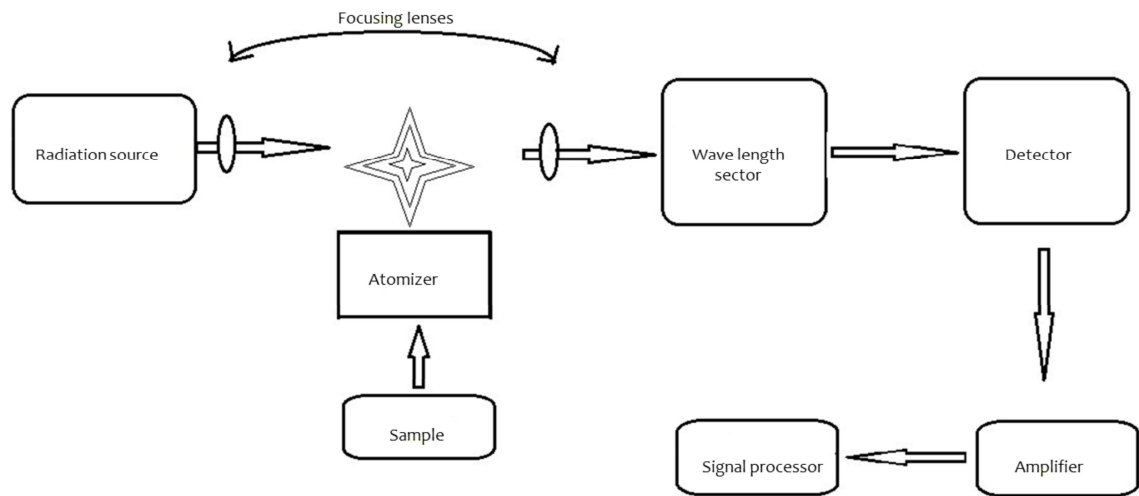 Focusing lenses
Radiation source
Wave length
sector
Detector
Atomizer
Sample
Signal processor
Amplifier